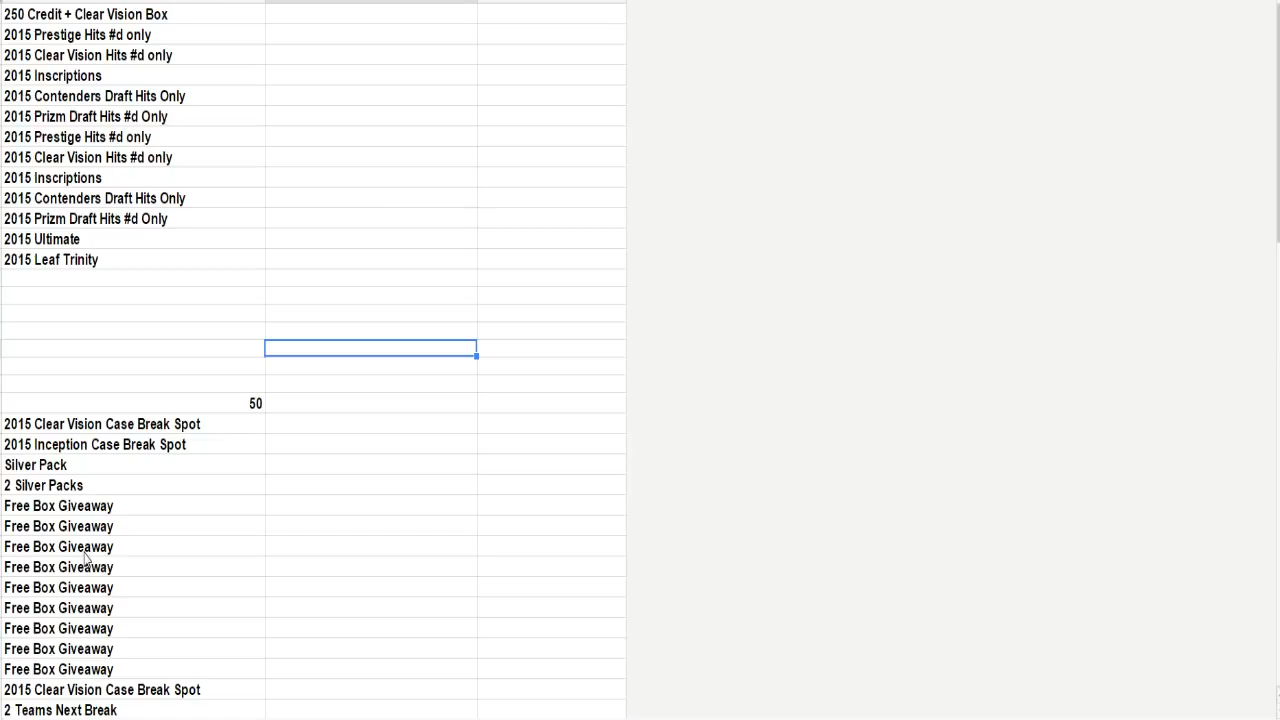 250 Credit + Clear Vision Box
2015 Prestige Hits #d only
2015 Clear Vision Hits #d only
2015 Inscriptions
2015 Contenders Draft Hits Only
2015 Prizm Draft Hits #d Only
2015 Prestige Hits #d only
2015 Clear Vision Hits #d only
2015 Inscriptions
2015 Contenders Draft Hits Only
2015 Prizm Draft Hits #d Only
2015 Ultimate
2015 Leaf Trinity
50
2015 Clear Vision Case Break Spot
2015 Inception Case Break Spot
Silver Pack
2 Silver Packs
Free Box Giveaway
Free Box Giveaway
Free Box Giveaway
Free Box Giveaway
Free Box Giveaway
Free Box Giveaway
Free Box Giveaway
Free Box Giveaway
Free Box Giveaway
2015 Clear Vision Case Break Spot
2 Teams Next Break